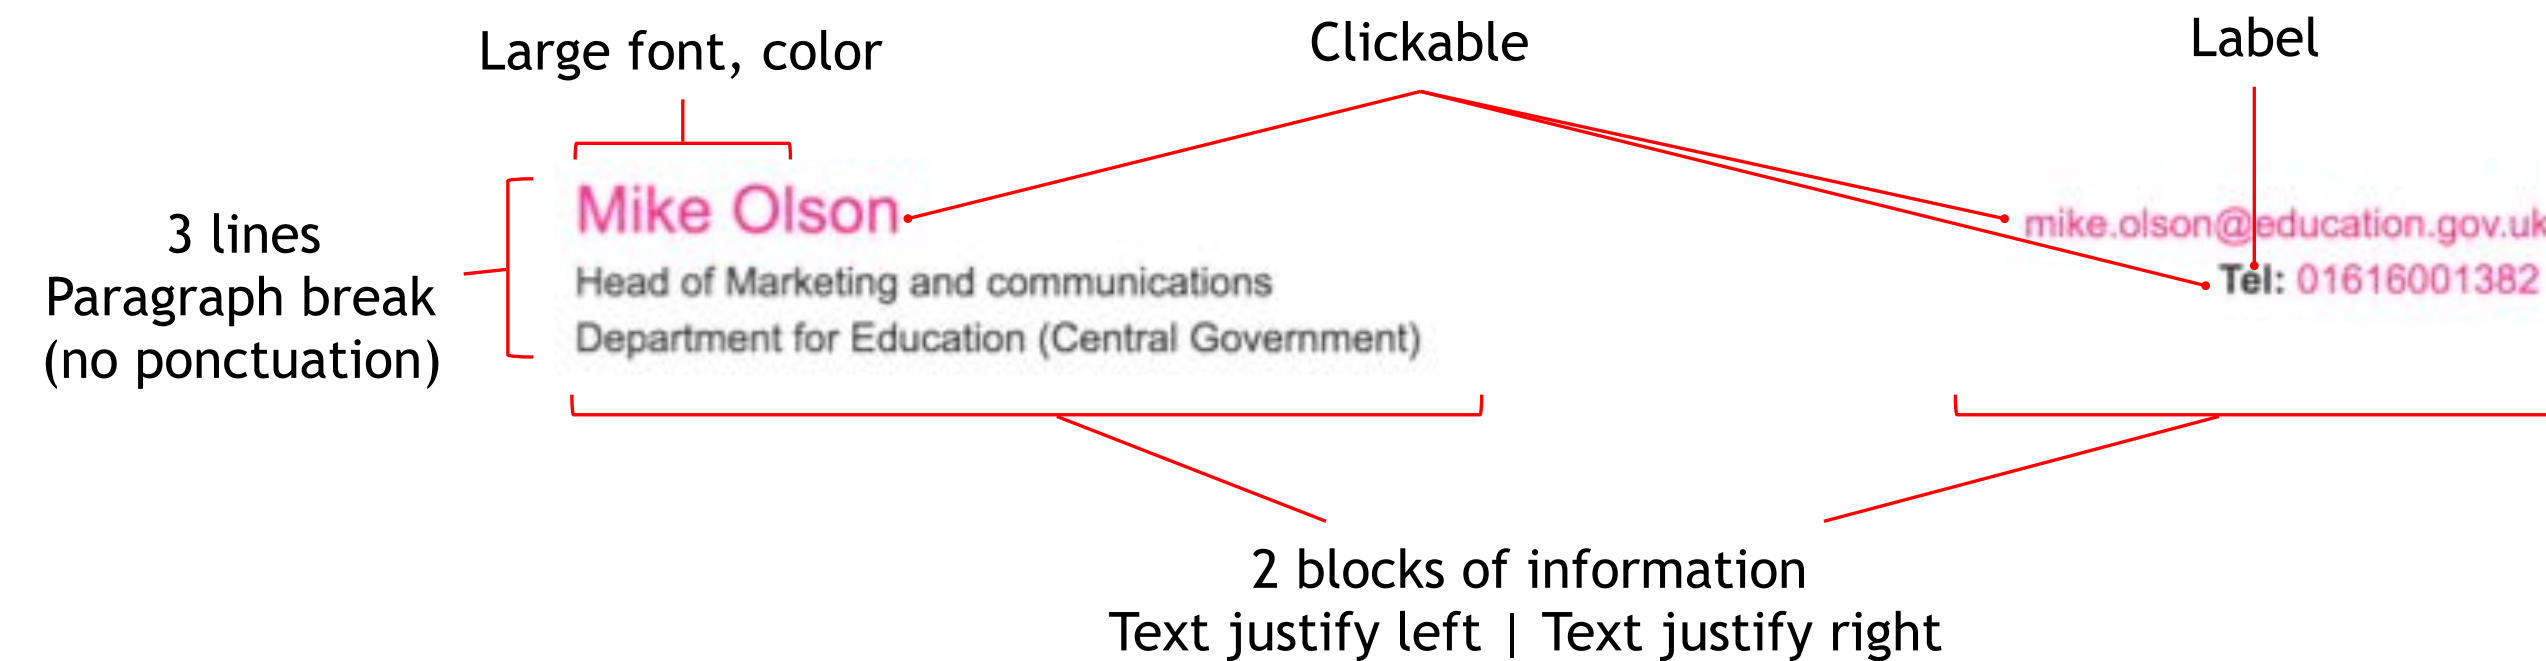 Large font, color
Clickable
Label
3 lines
Paragraph break
(no ponctuation)
Mike Olson
Head of Marketing and communications
Department for Education (Central Government)
mike.olson@education.gov.uk
Tel: 01616001382
2 blocks of information
Text justify left | Text justify right